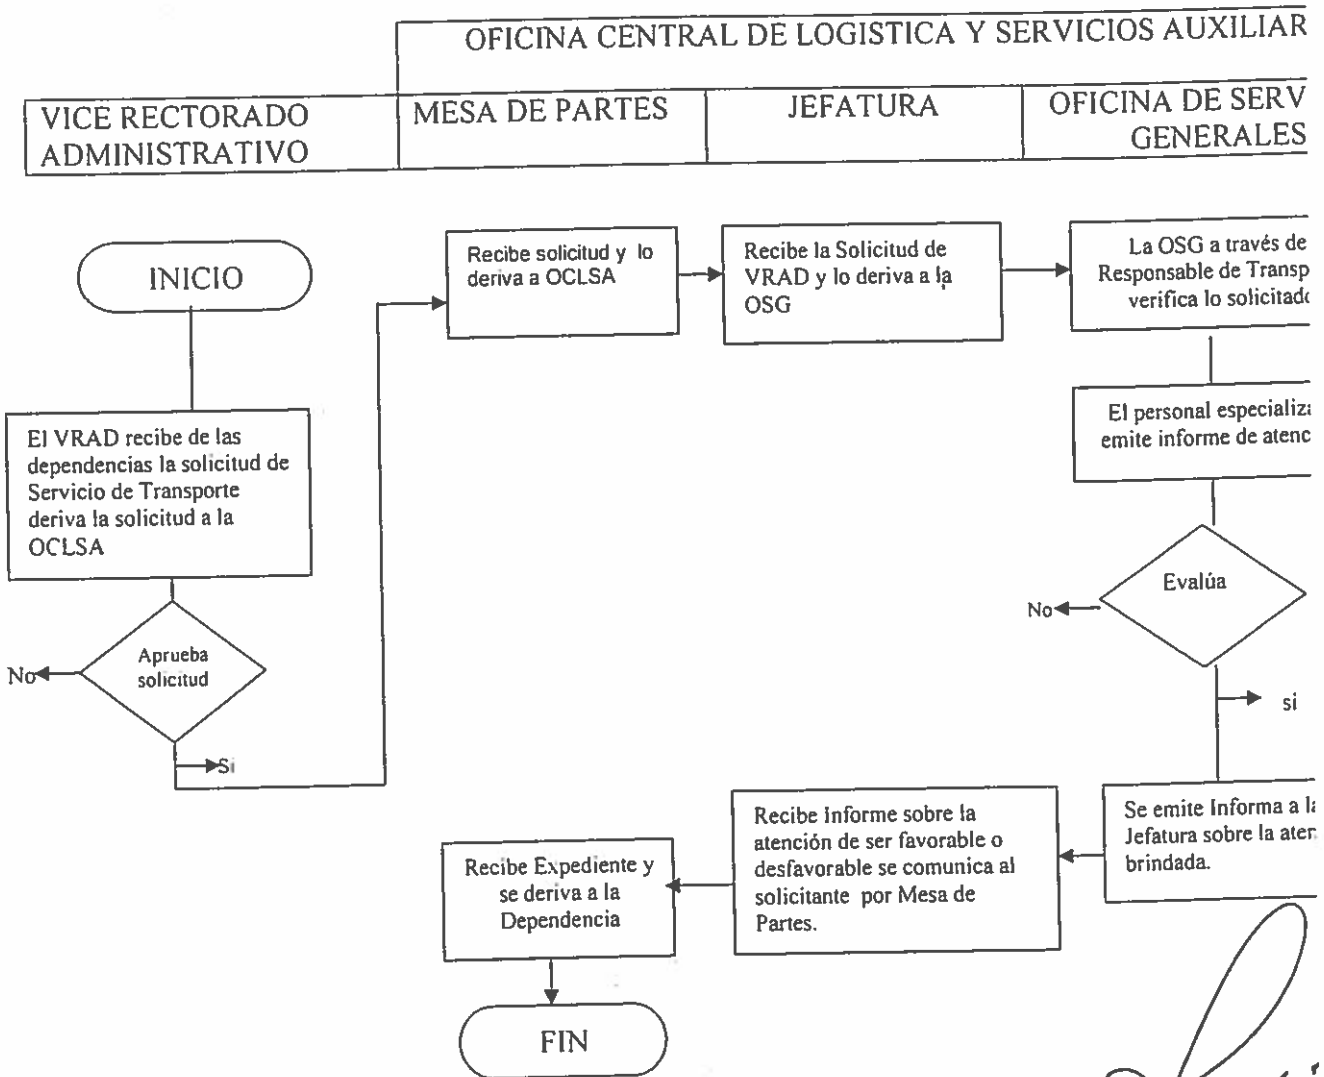 OFICINA CENTRAL DE LOGISTICA Y SERVICIOS AUXILIAR
VICE RECTORADO
ADMINISTRATIVO
MESA DE PARTES
JEFATURA
OFICINA DE SERV
GENERALES
INICIO
El VRAD recibe de las
dependencias la solicitud de
Servicio de Transporte
deriva la solicitud a la
OCLSA
Aprueba
solicitud
No
Si
Recibe solicitud y lo
deriva a OCLSA
Recibe la Solicitud de
VRAD y lo deriva a la
OSG
La OSG a través de
Responsable de Transp
verifica lo solicitado
El personal especializa
emite informe de atenc
Evalúa
No
si
Se emite Informa a la
Jefatura sobre la aten
brindada.
Recibe Informe sobre la
atención de ser favorable o
desfavorable se comunica al
solicitante por Mesa de
Partes.
Recibe Expediente y
se deriva a la
Dependencia
FIN